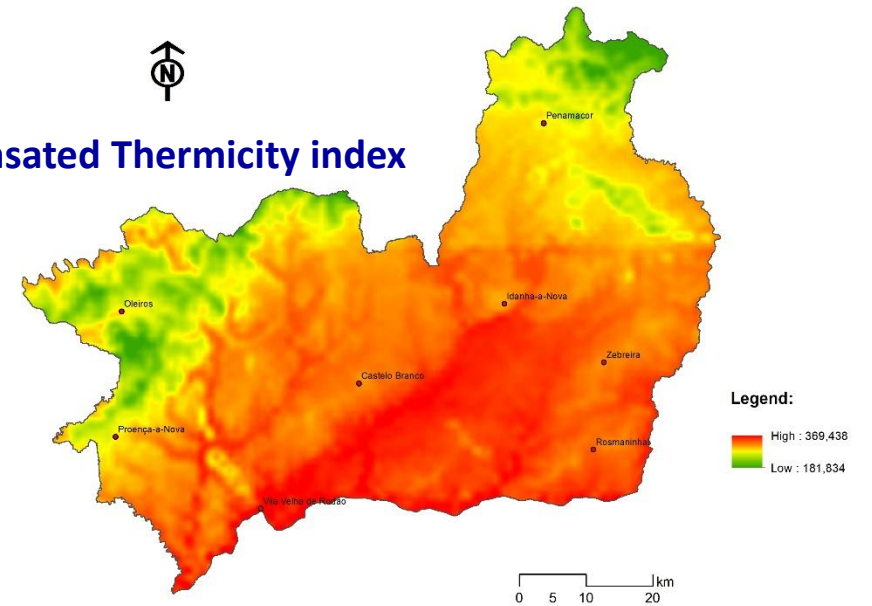 N
nsated Thermicity index
Penamacor
Idanha-a-Nova
Oleiros
Zebreira
Castelo Branco
Legend:
High : 369,438
Low : 181,834
Proença-a-Nova
Rosmaninhal
Vila Velha de Rodão
km
0 5 10 20